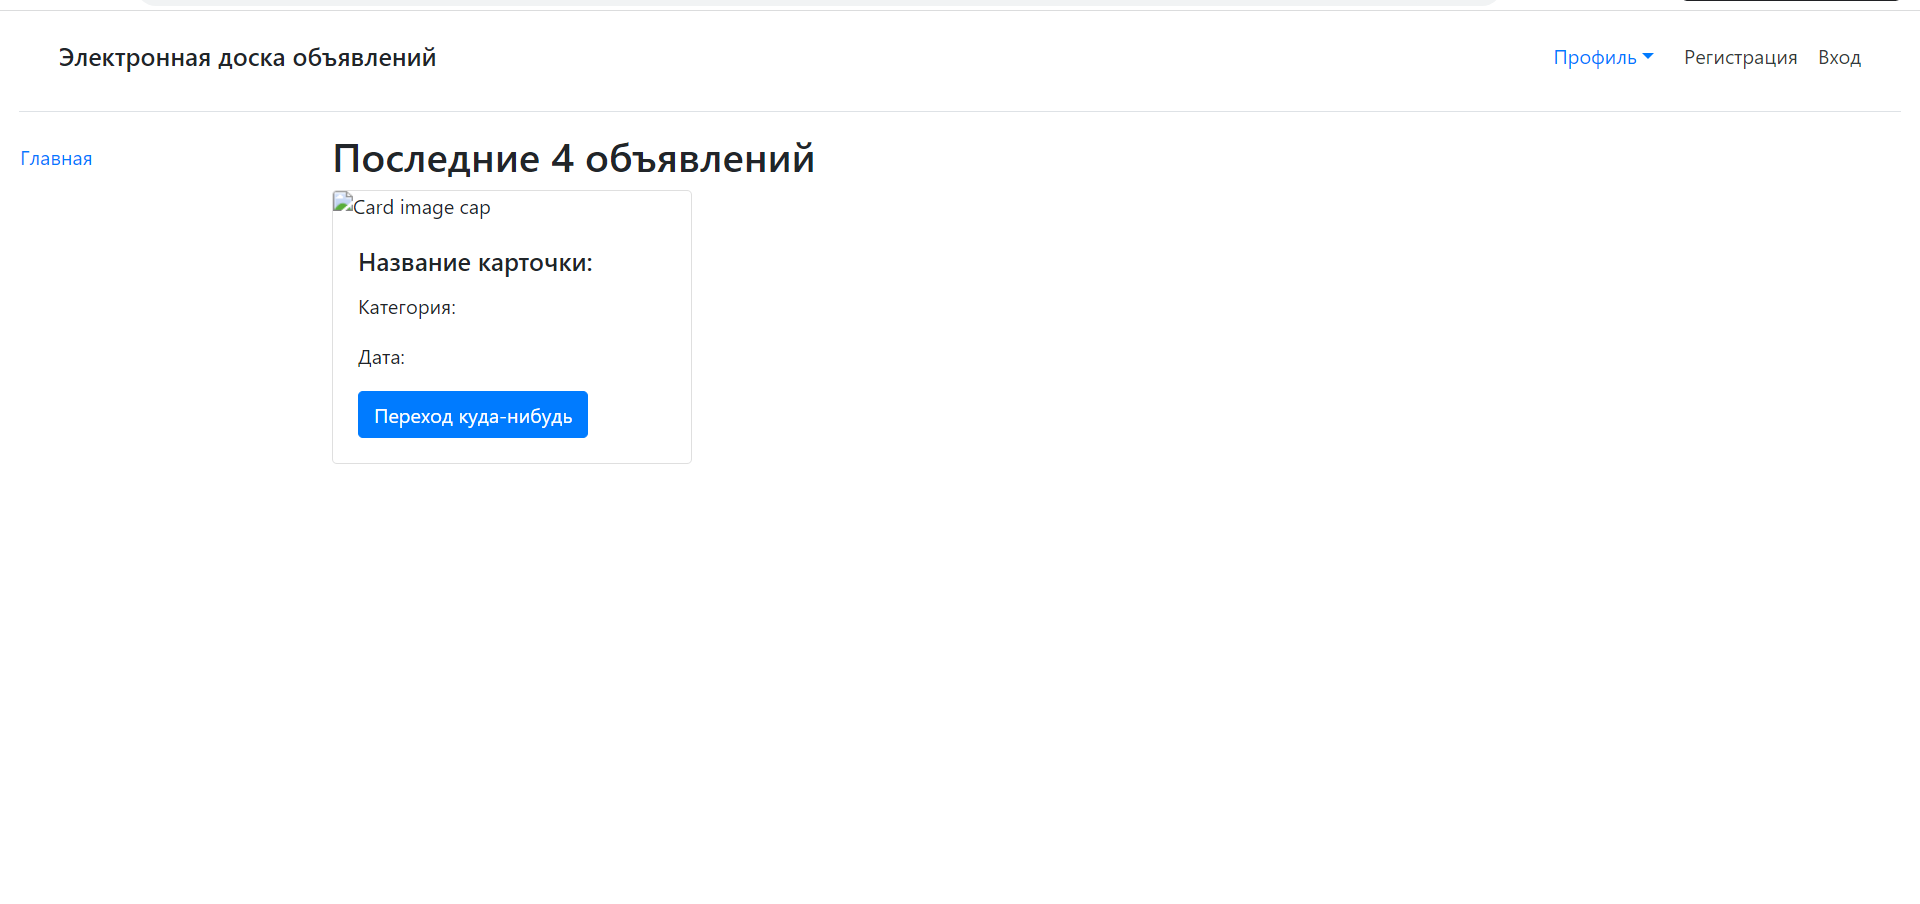 Электронная доска объявлений
Профиль Регистрация Вход
Главная
Последние 4 объявлений
Card image cap
Название карточки:
Категория:
Дата:
Переход куда-нибудь